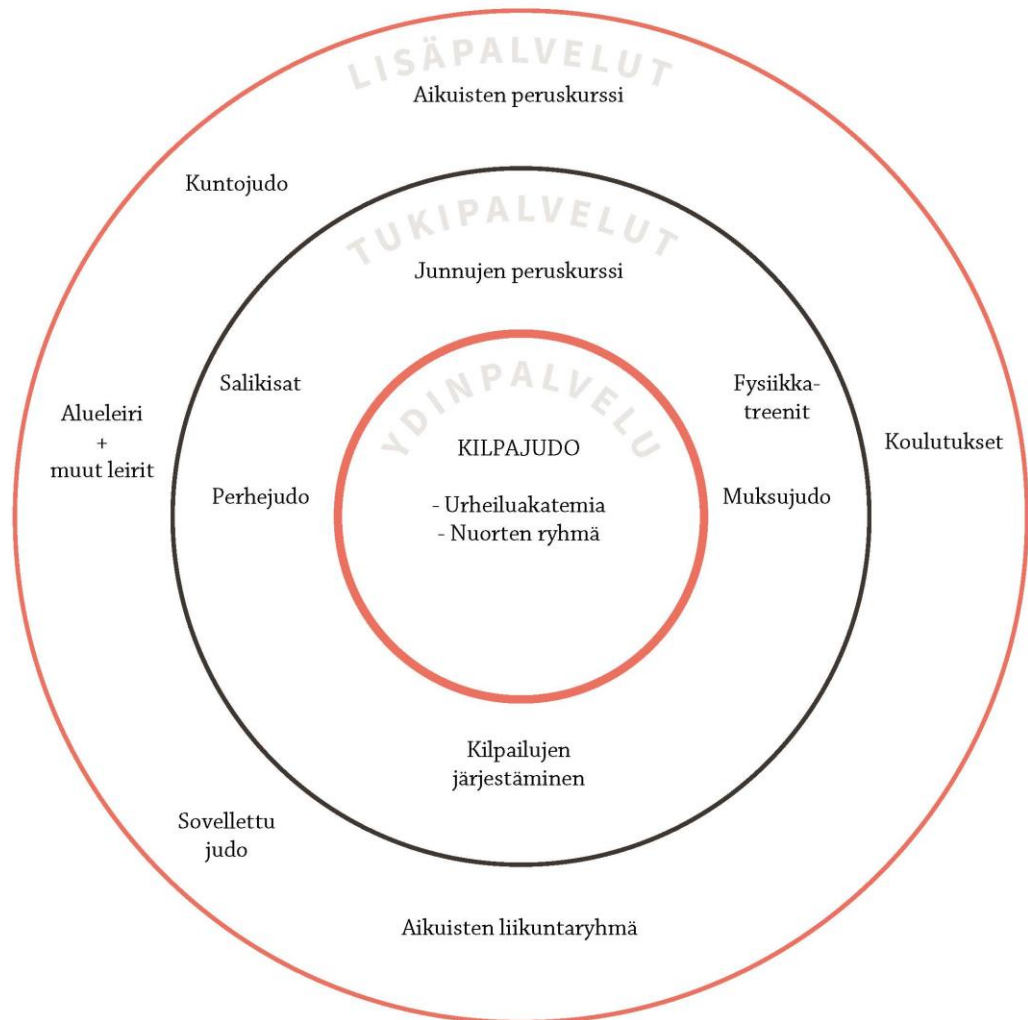 LISÄPALVELUT
Aikuisten peruskurssi
Kuntojudo
TUKIPALVELUT
Junnujen peruskurssi
Salikisat
Fysiikka-
treenit
Alueleiri
+
muut leirit
YDINPALVELU
KILPAJUDO
Koulutukset
Perhejudo
- Urheiluakatemia
- Nuorten ryhmä
Muksujudo
Kilpailujen
järjestäminen
Sovellettu
judo
Aikuisten liikuntaryhmä